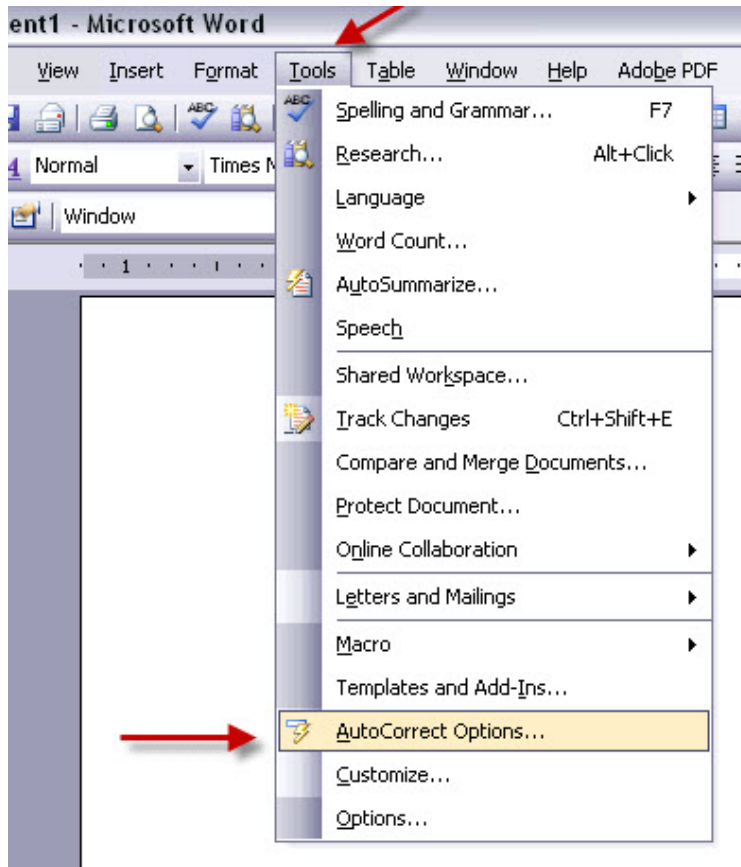 ent1 - Microsoft Word
View Insert Format Tools Table Window Help Adobe PDF
ABC ABC
Normal Times N
Window
1
Spelling and Grammar... F7
Research... Alt+Click
Language
Word Count...
AutoSummarize...
Speech
Shared Workspace...
Track Changes Ctrl+Shift+E
Compare and Merge Documents...
Protect Document...
Online Collaboration
Letters and Mailings
Macro
Templates and Add-Ins...
AutoCorrect Options...
Customize...
Options...